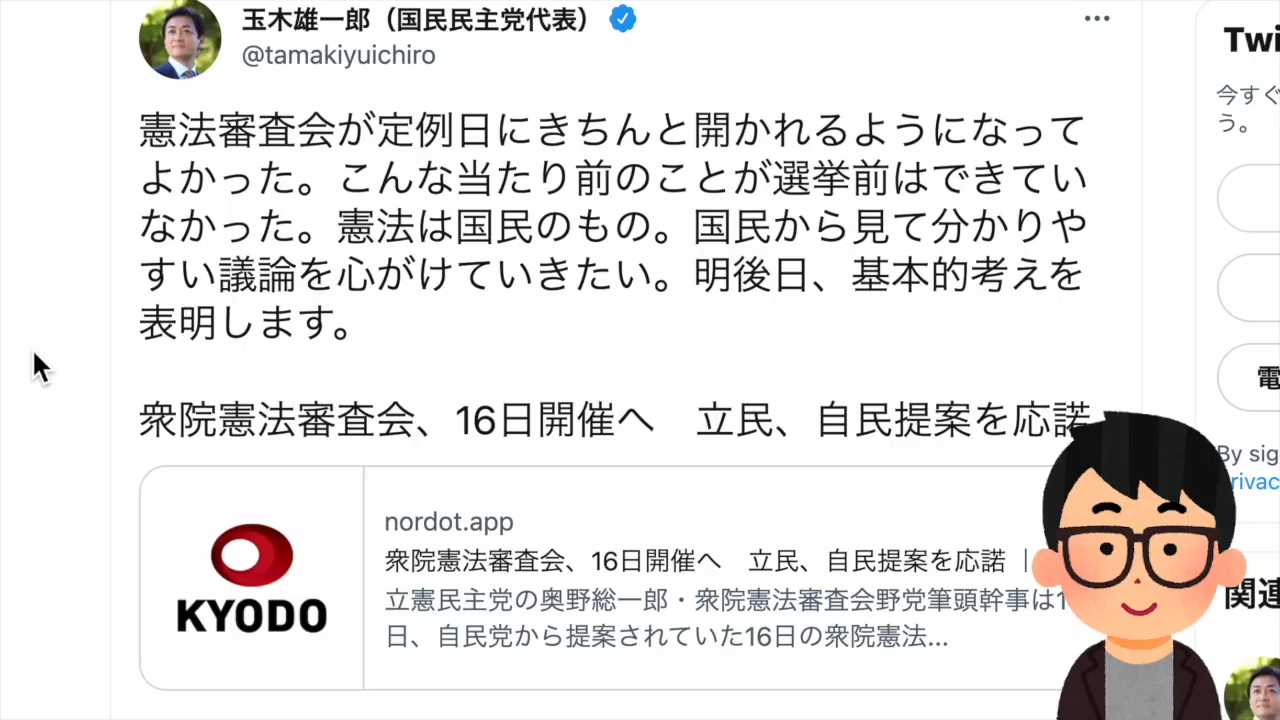 玉木雄一郎（国民民主党代表）
@tamakiyuichiro
憲法審査会が定例日にきちんと開かれるようになって
よかった。こんな当たり前のことが選挙前はできてい
なかった。憲法は国民のもの。国民から見て分かりや
すい議論を心がけていきたい。明後日、基本的考えを
表明します。
衆院憲法審査会、16日開催へ　立民、自民提案を応諾
KYODO
nordot.app
衆院憲法審査会、16日開催へ　立民、自民提案を応諾 |
立憲民主党の奥野総一郎・衆院憲法審査会野党筆頭幹事は1
日、自民党から提案されていた16日の衆院憲法...
Twi
今すぐ
う。
電
By sig
rivac
関連